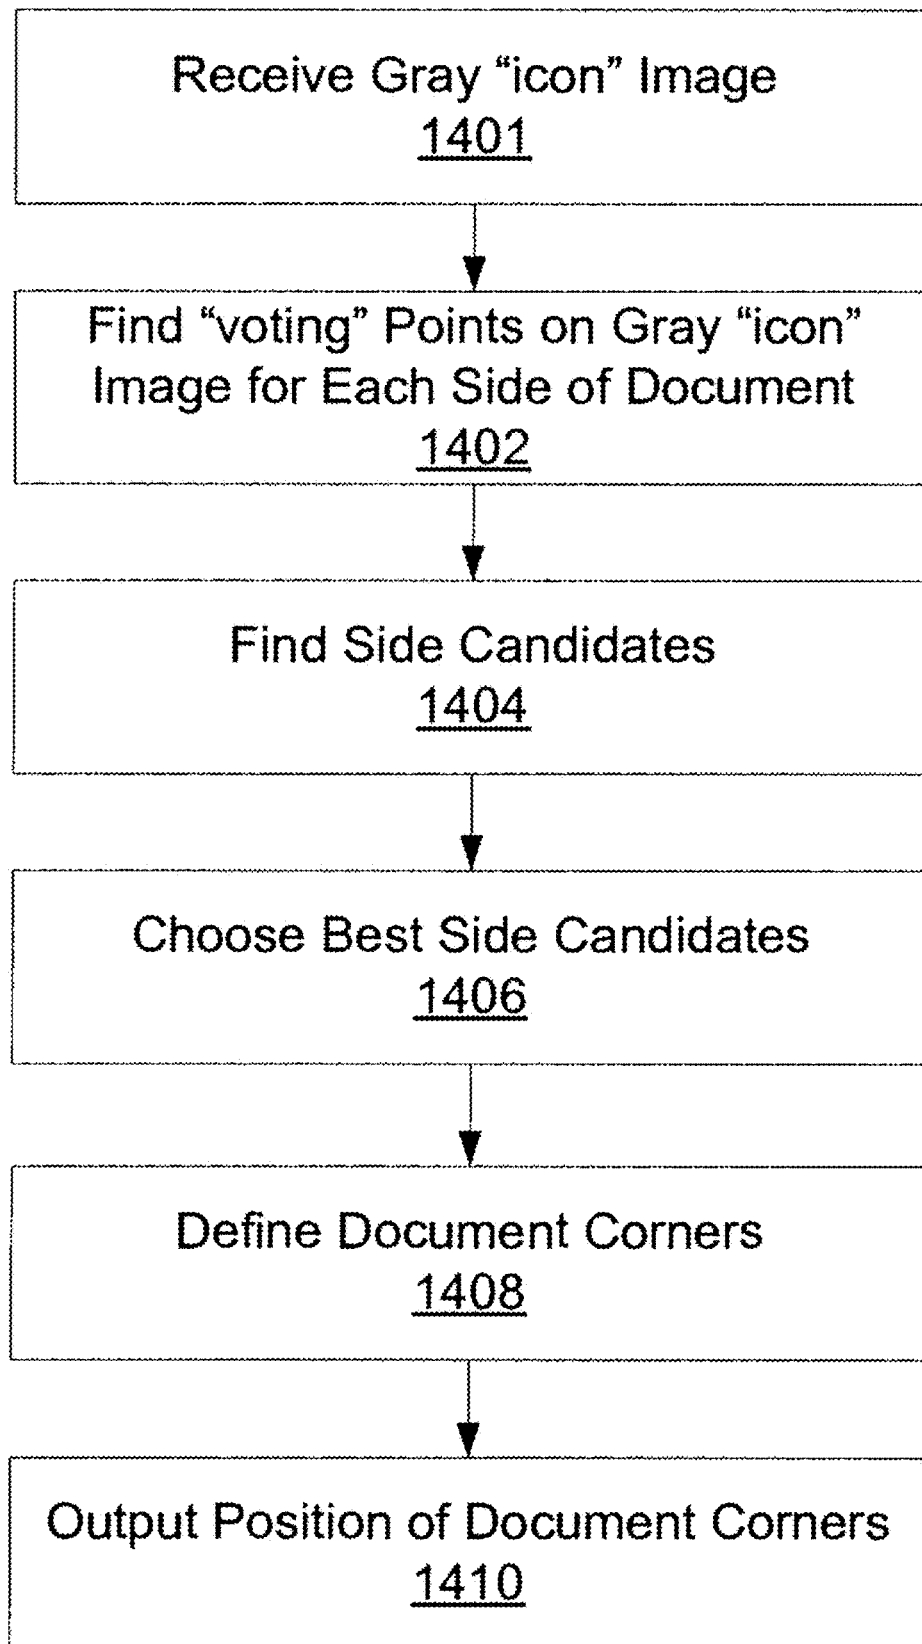 Receive Gray “icon” Image
1401
Find “voting” Points on Gray “icon”
Image for Each Side of Document
1402
Find Side Candidates
1404
Choose Best Side Candidates
1406
Define Document Corners
1408
Output Position of Document Corners
1410